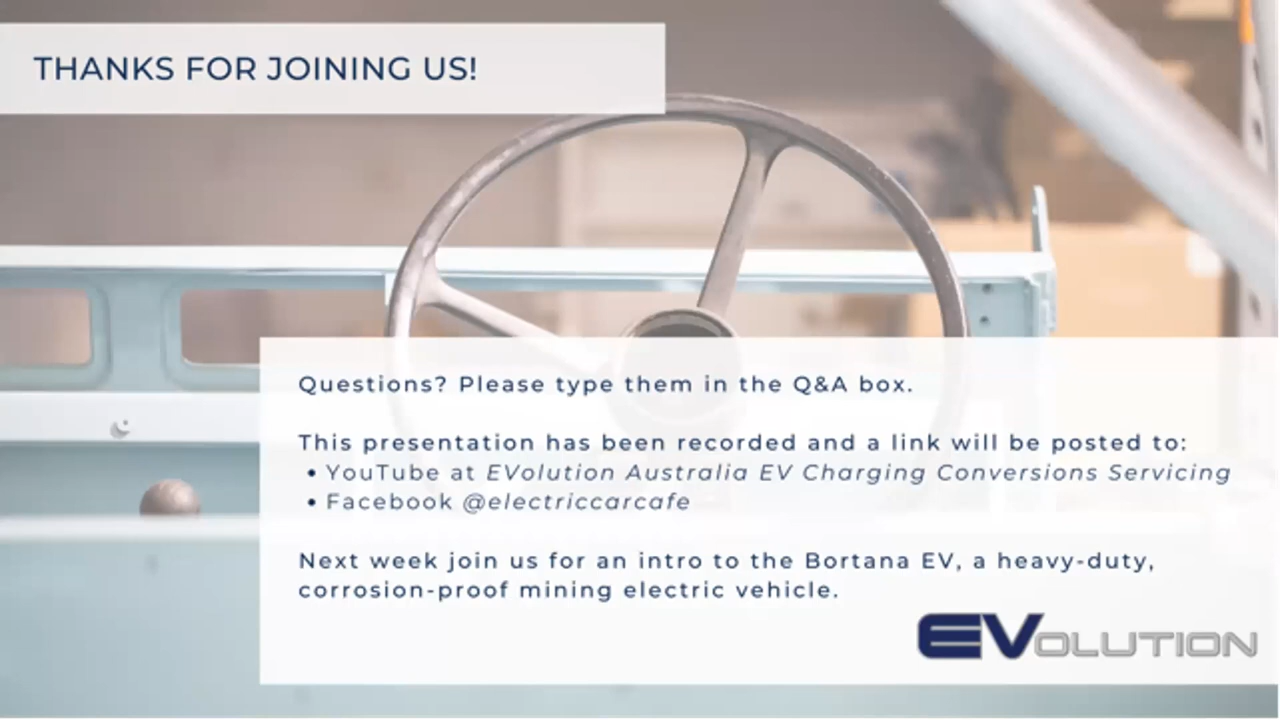 THANKS FOR JOINING US!
Questions? Please type them in the Q&A box.
This presentation has been recorded and a link will be posted to:
• YouTube at EVolution Australia EV Charging Conversions Servicing
• Facebook @electriccarcafe
Next week join us for an intro to the Bortana EV, a heavy-duty,
corrosion-proof mining electric vehicle.
EVOLUTION